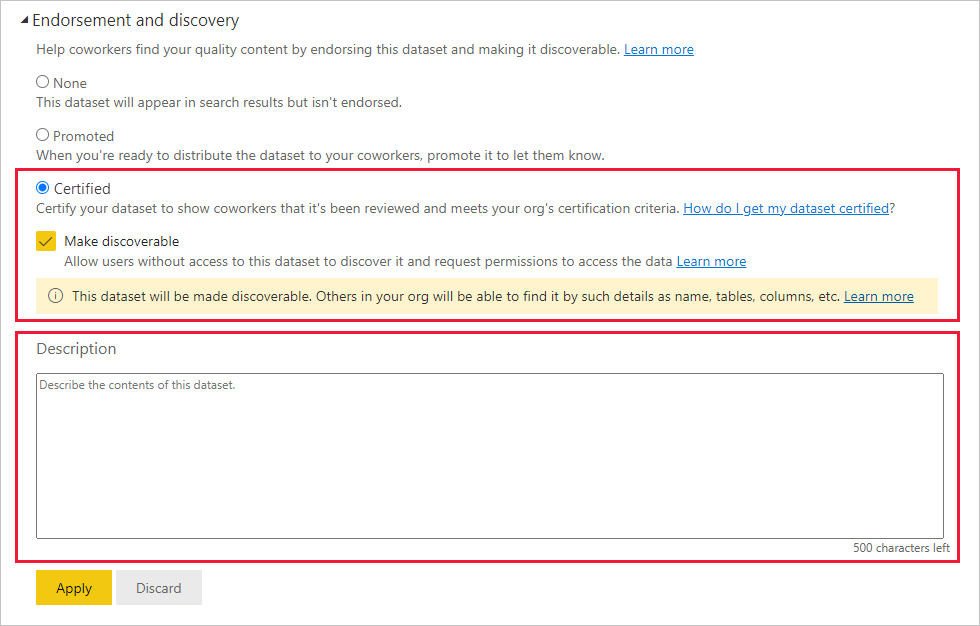 Endorsement and discovery
Help coworkers find your quality content by endorsing this dataset and making it discoverable. Learn more
None
This dataset will appear in search results but isn't endorsed.
Promoted
When you're ready to distribute the dataset to your coworkers, promote it to let them know.
Certified
Certify your dataset to show coworkers that it's been reviewed and meets your org's certification criteria. How do I get my dataset certified?
Make discoverable
Allow users without access to this dataset to discover it and request permissions to access the data Learn more
This dataset will be made discoverable. Others in your org will be able to find it by such details as name, tables, columns, etc. Learn more
Description
Describe the contents of this dataset.
500 characters left
Apply Discard